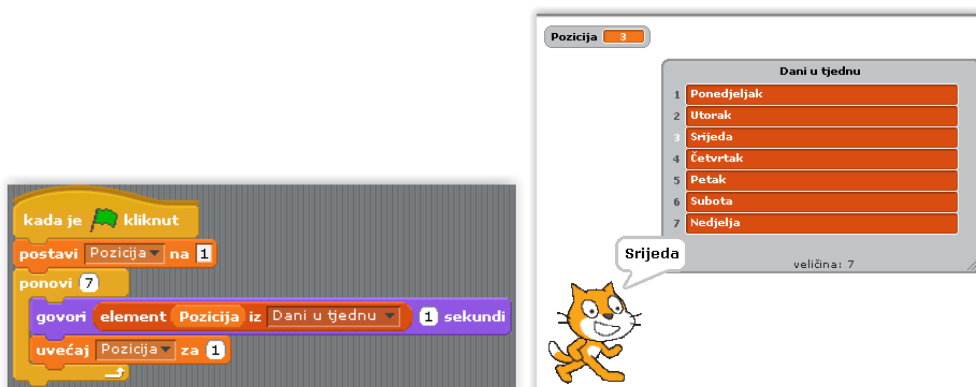 kada je kliknut
postavi Pozicija na 1
ponovi 7
govori element Pozicija iz Dani u tjednu 1 sekundi
uvećaj Pozicija za 1
Pozicija 3
Dani u tjednu
1 Ponedjeljak
2 Utorak
3 Srijeda
4 Četvrtak
5 Petak
6 Subota
7 Nedjelja
veličina: 7
Srijeda